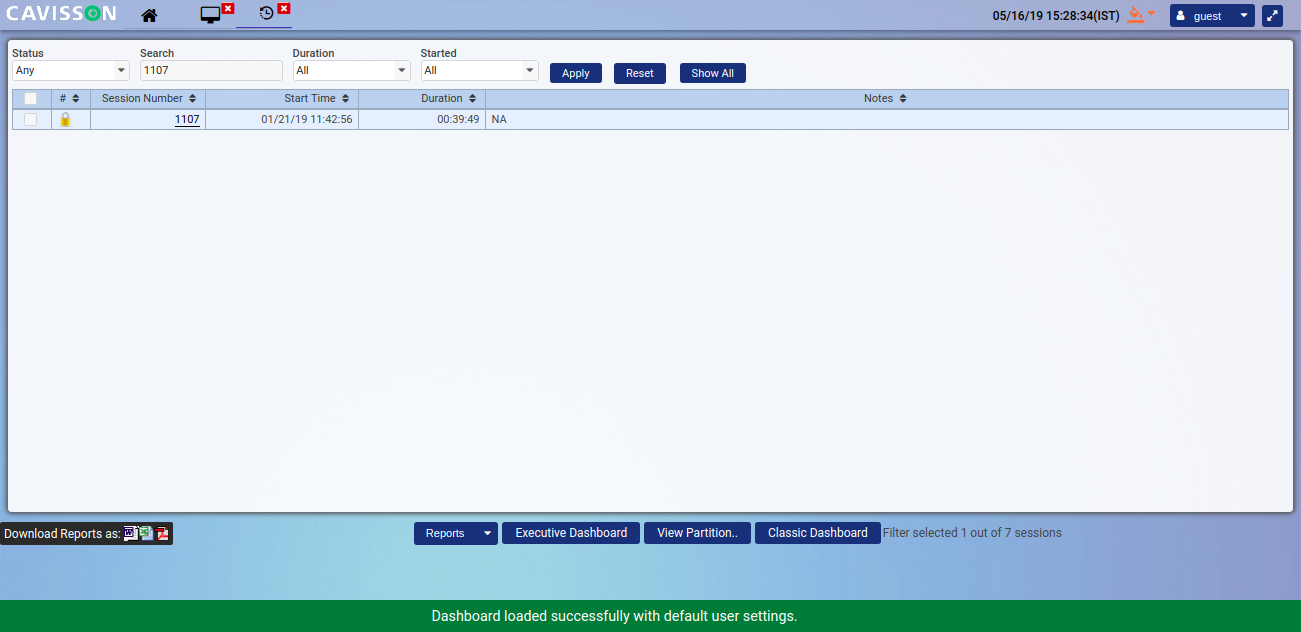 CAVISSON
05/16/19 15:28:34(IST)
guest
Status
Search
Duration
Started
Any
1107
All
All
Apply
Reset
Show All
#
Session Number
Start Time
Duration
Notes
1107
01/21/19 11:42:56
00:39:49
NA
Download Reports as:
Reports
Executive Dashboard
View Partition..
Classic Dashboard
Filter selected 1 out of 7 sessions
Dashboard loaded successfully with default user settings.